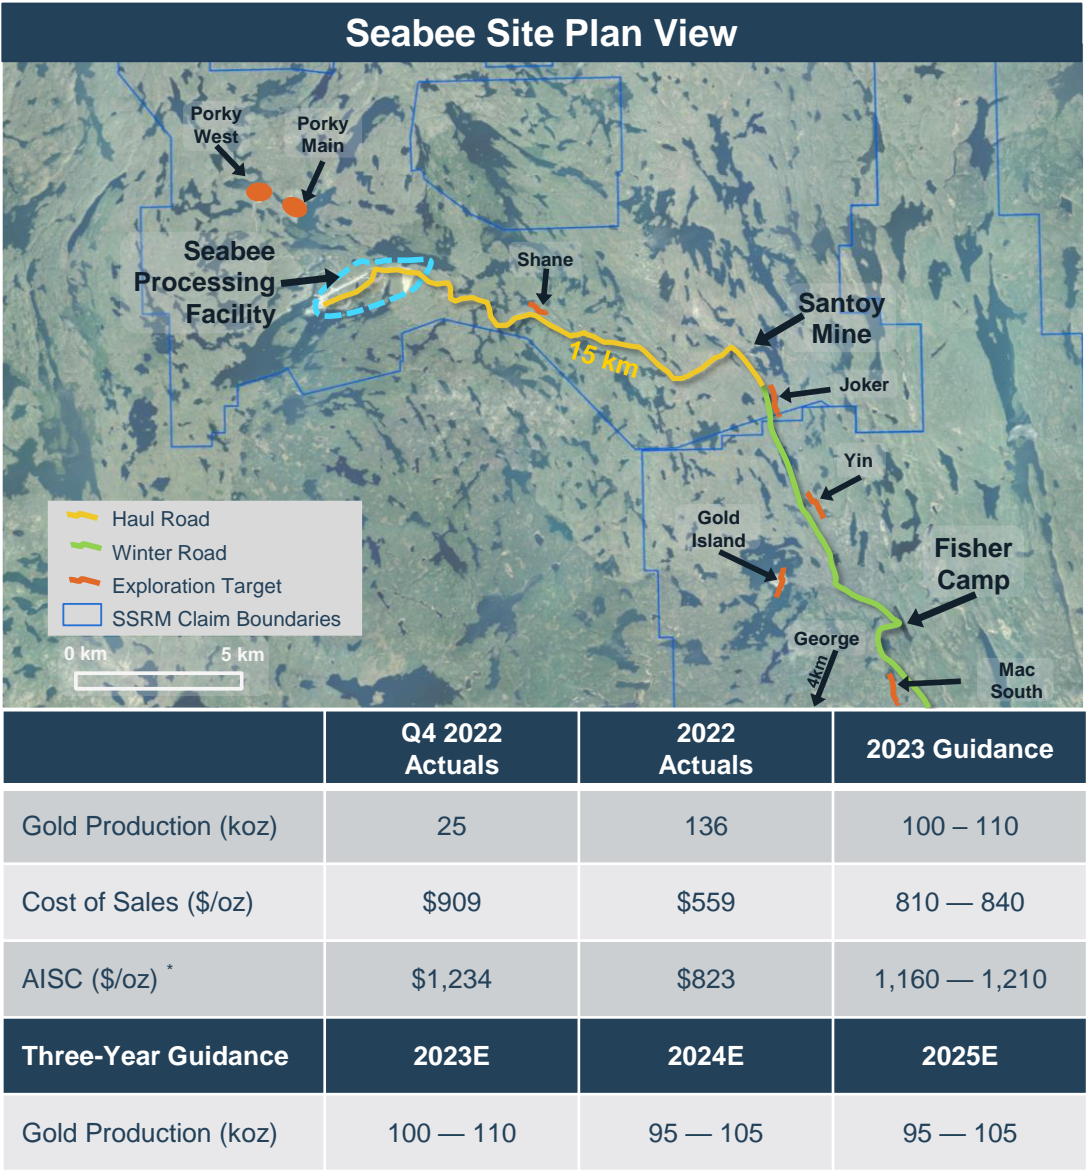 Seabee Site Plan View
Porky
West
Porky
Main
Seabee
Processing
Facility
Shane
Santoy
Mine
15 km
Joker
Yin
Gold
Island
Fisher
Camp
George
4km
Mac
South
Haul Road
Winter Road
Exploration Target
SSRM Claim Boundaries
0 km 5 km
Q4 2022
Actuals
2022
Actuals
2023 Guidance
Gold Production (koz) 25 136 100 – 110
Cost of Sales ($/oz) $909 $559 810 — 840
AISC ($/oz) * $1,234 $823 1,160 — 1,210
Three-Year Guidance 2023E 2024E 2025E
Gold Production (koz) 100 — 110 95 — 105 95 — 105